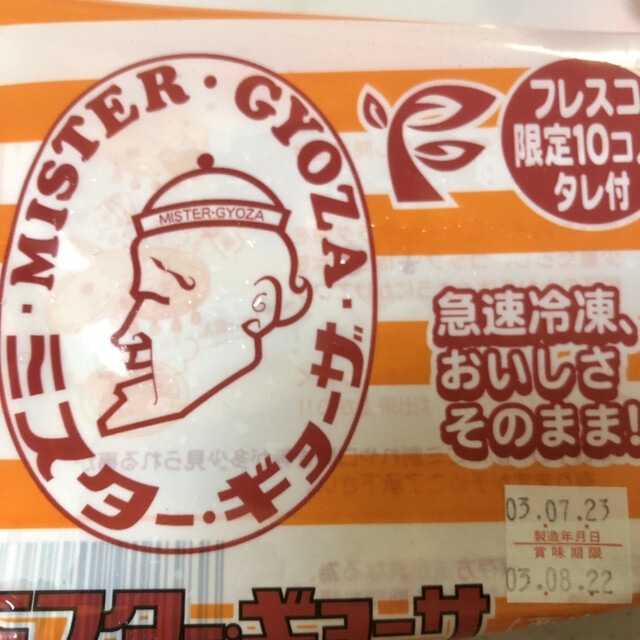 MISTER・GYOZA・
ミスター・ギョーザ・
MISTER・GYOZA
フレスコ
限定10コ入
タレ付
急速冷凍、
おいしさ
そのまま!
03.07.23
製造年月日
賞味期限
03.08.22
ミスター・ギョーザ